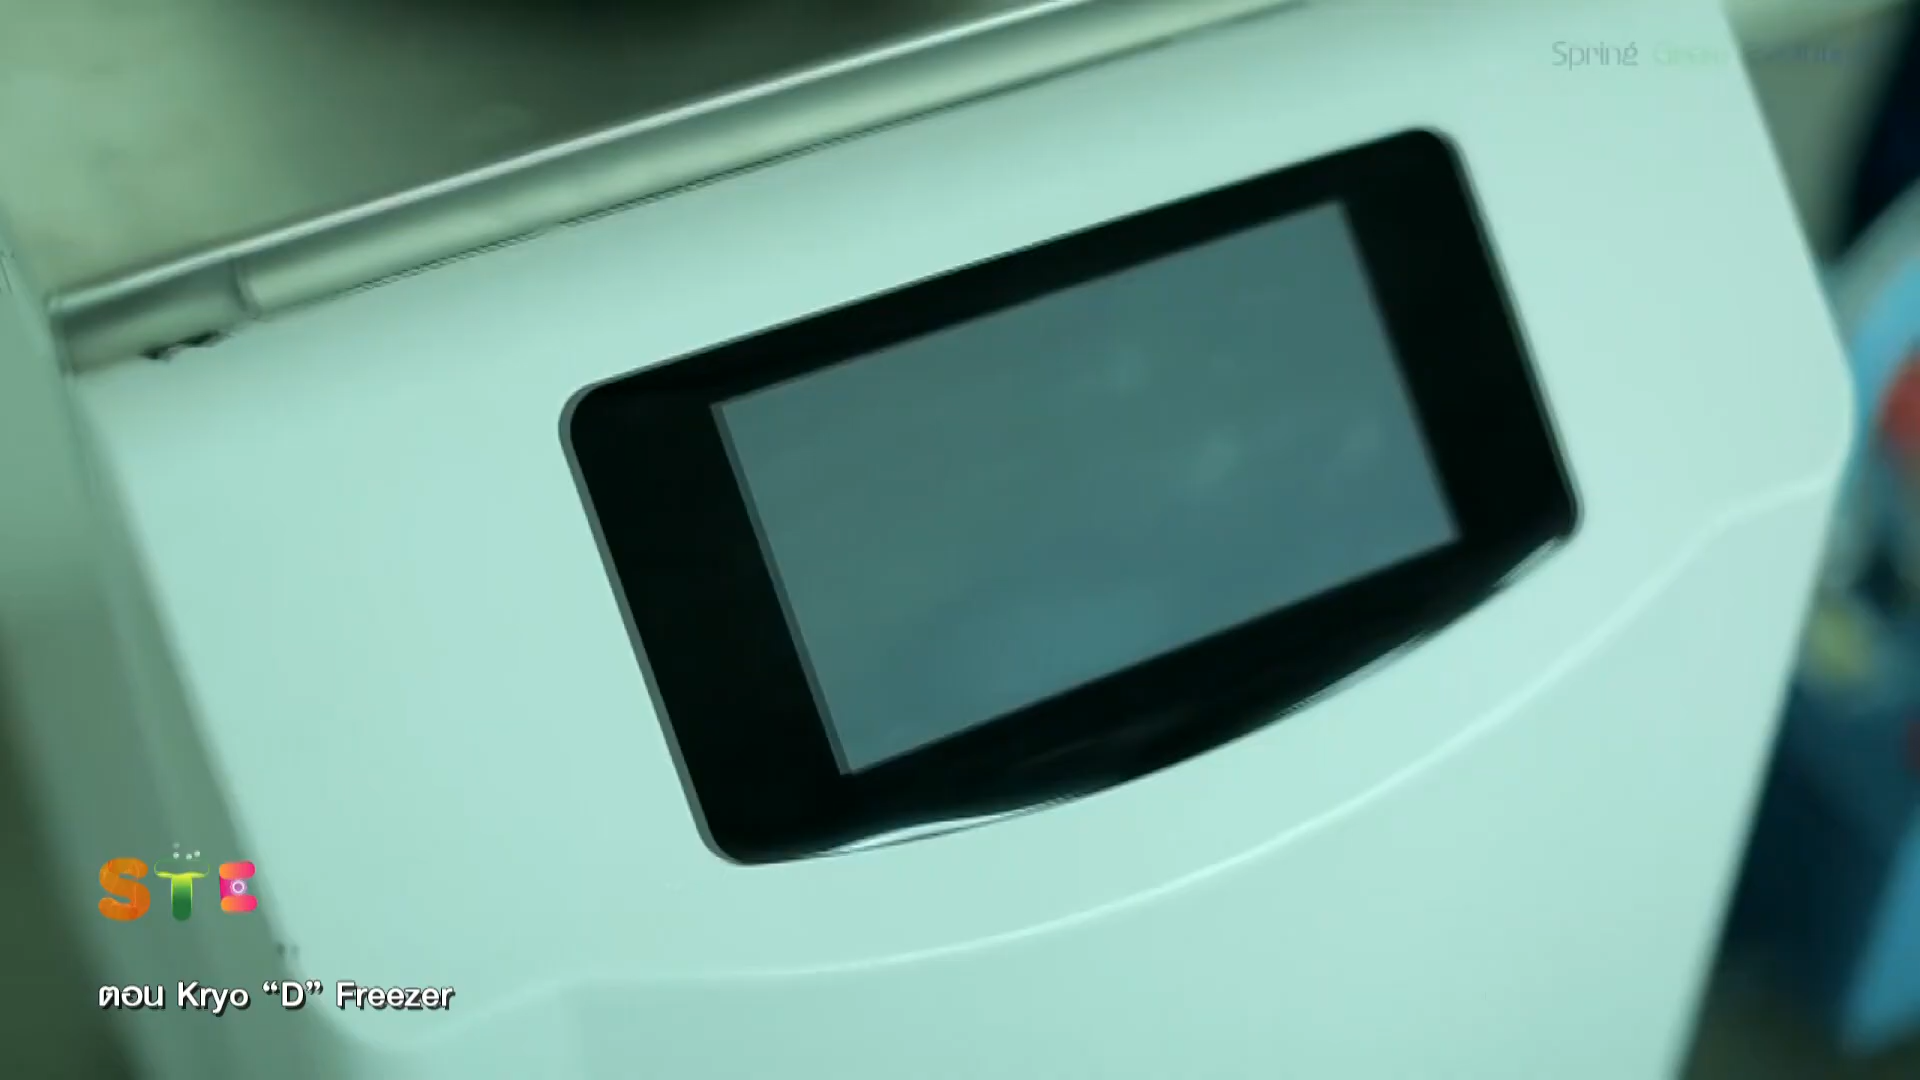 Spring
STE
ตอน Kryo “D” Freezer